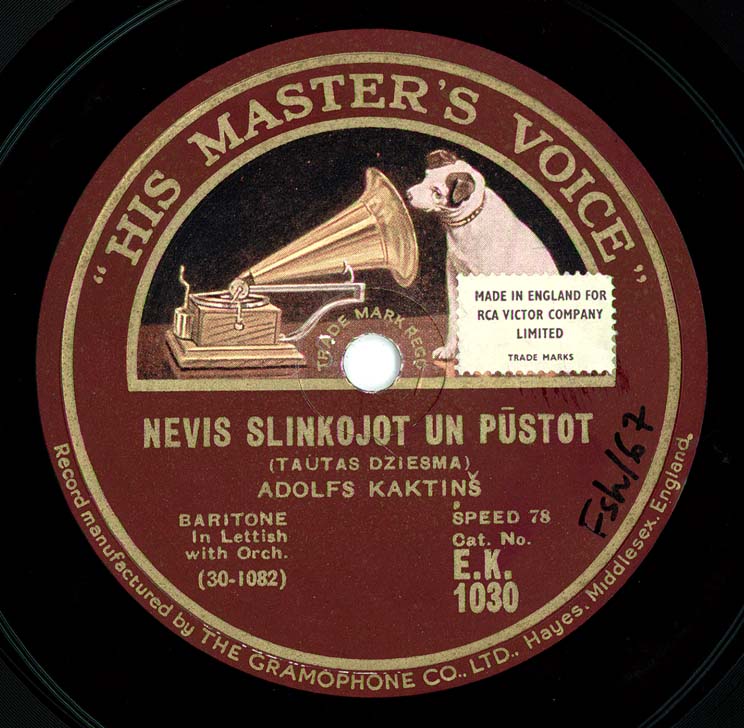 "HIS MASTER'S VOICE"
MADE IN ENGLAND FOR
RCA VICTOR COMPANY
LIMITED
TRADE MARKS
TRADE MARK REGD
NEVIS SLINKOJOT UN PŪSTOT
(TAUTAS DZIESMA)
ADOLFS KAKTIŅŠ
BARITONE
In Lettish
with Orch.
(30-1082)
SPEED 78
Cat. No.
E.K.
1030
Record manufactured by THE GRAMOPHONE CO., LTD., Hayes, Middlesex, England.